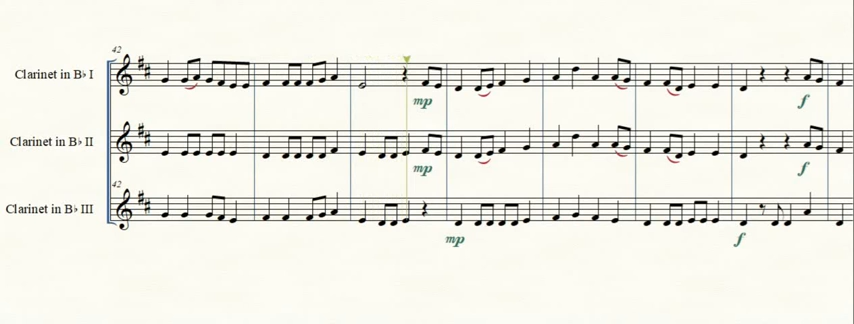 42
Clarinet in B♭ I
mp
f
Clarinet in B♭ II
mp
f
42
Clarinet in B♭ III
mp
f